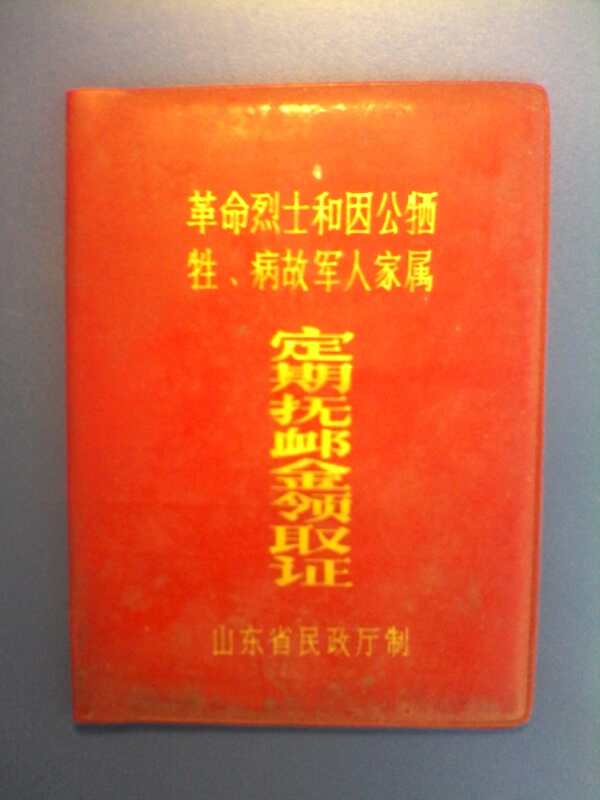 革命烈士和因公牺
牲、病故军人家属
定期抚邮金领取证
山东省民政厅制